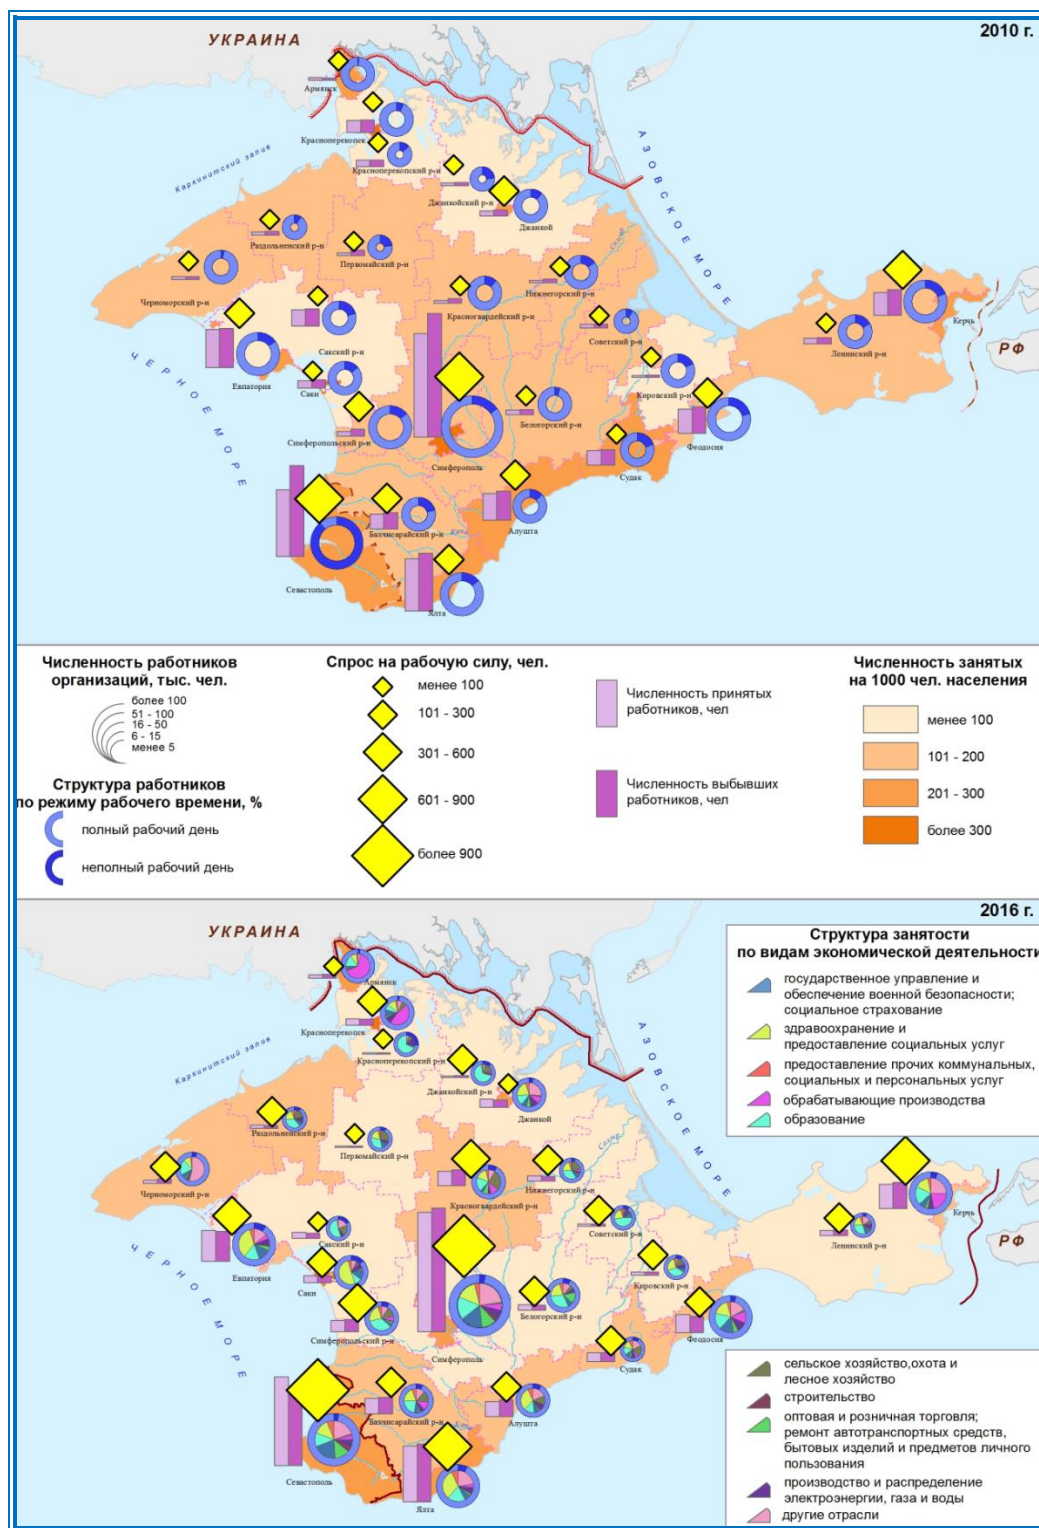 2010 г.
УКРАИНА
Армянск
Красноперекопск
Каркинитский залив
Красноперекопский р-н
Джанкойский р-н
Джанкой
АЗОВСКОЕ МОРЕ
Раздольненский р-н
Первомайский р-н
Нижнегорский р-н
Черноморский р-н
Красногвардейский р-н
Советский р-н
Керчь
Ленинский р-н
РФ
Сакский р-н
Евпатория
Саки
Кировский р-н
ЧЕРНОЕ МОРЕ
Белогорский р-н
Симферопольский р-н
Феодосия
Симферополь
Судак
Бахчисарайский р-н
Алушта
Севастополь
Ялта
Численность работников
организаций, тыс. чел.
более 100
51 - 100
16 - 50
6 - 15
менее 5
Структура работников
по режиму рабочего времени, %
полный рабочий день
неполный рабочий день
Спрос на рабочую силу, чел.
менее 100
101 - 300
301 - 600
601 - 900
более 900
Численность принятых
работников, чел
Численность выбывших
работников, чел
Численность занятых
на 1000 чел. населения
менее 100
101 - 200
201 - 300
более 300
2016 г.
УКРАИНА
Армянск
Красноперекопск
Каркинитский залив
Красноперекопский р-н
Джанкойский р-н
Джанкой
АЗОВСКОЕ МОРЕ
Раздольненский р-н
Первомайский р-н
Черноморский р-н
Красногвардейский р-н
Нижнегорский р-н
Советский р-н
Керчь
Ленинский р-н
РФ
Сакский р-н
Евпатория
Саки
Кировский р-н
ЧЕРНОЕ МОРЕ
Белогорский р-н
Симферопольский р-н
Феодосия
Симферополь
Судак
Бахчисарайский р-н
Алушта
Севастополь
Ялта
Структура занятости
по видам экономической деятельности
государственное управление и
обеспечение военной безопасности;
социальное страхование
здравоохранение и
предоставление социальных услуг
предоставление прочих коммунальных,
социальных и персональных услуг
обрабатывающие производства
образование
сельское хозяйство,охота и
лесное хозяйство
строительство
оптовая и розничная торговля;
ремонт автотранспортных средств,
бытовых изделий и предметов личного
пользования
производство и распределение
электроэнергии, газа и воды
другие отрасли